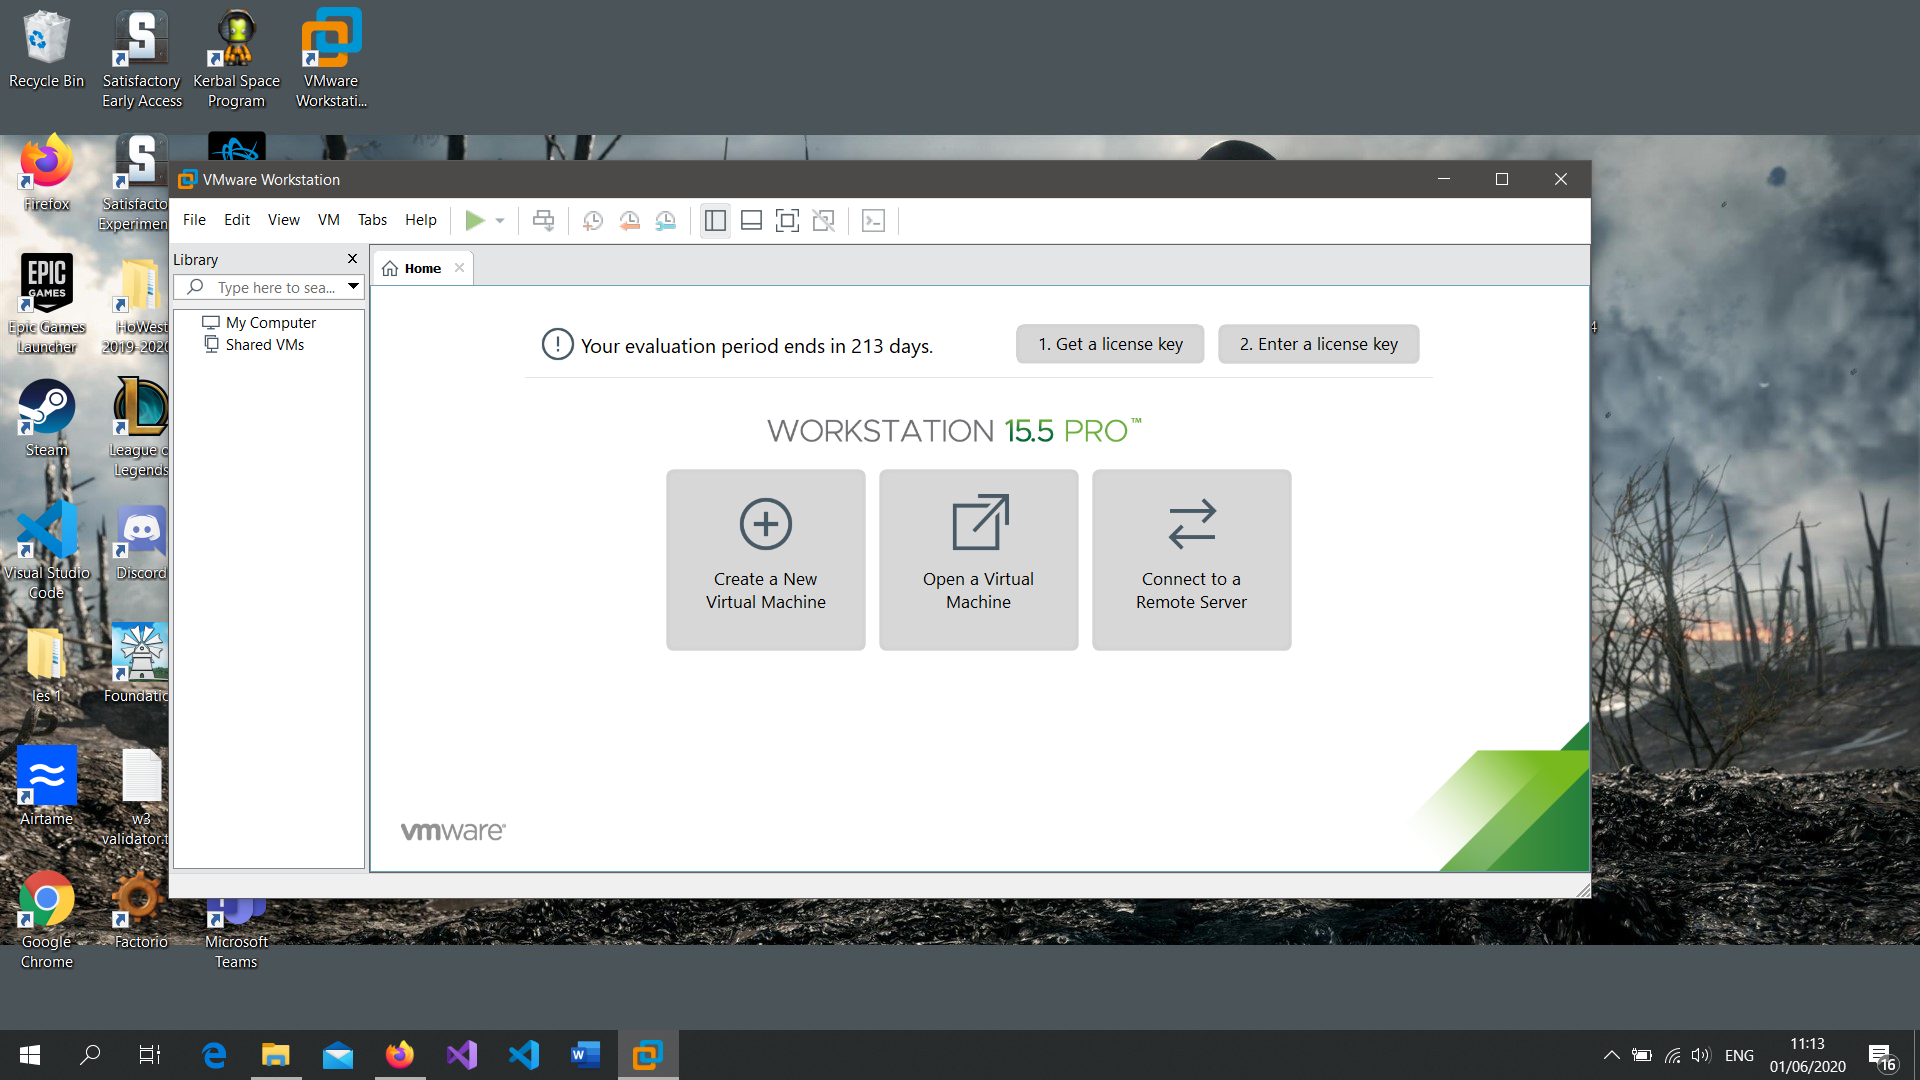 Recycle Bin
Satisfactory
Early Access
Kerbal Space
Program
VMware
Workstati...
Firefox
Satisfacto
Experimen
Epic Games
Launcher
HoWest
2019-2020
Steam
League o
Legends
Visual Studio
Code
Discord
les 1
Foundatio
Airtame
w3
validator.t
Google
Chrome
Factorio
Microsoft
Teams
EPIC
GAMES
VMware Workstation
File Edit View VM Tabs Help
Library
Type here to sea...
My Computer
Shared VMs
Home
Your evaluation period ends in 213 days.
1. Get a license key
2. Enter a license key
WORKSTATION 15.5 PRO™
Create a New
Virtual Machine
Open a Virtual
Machine
Connect to a
Remote Server
vmware®
4
ENG
11:13
01/06/2020
16